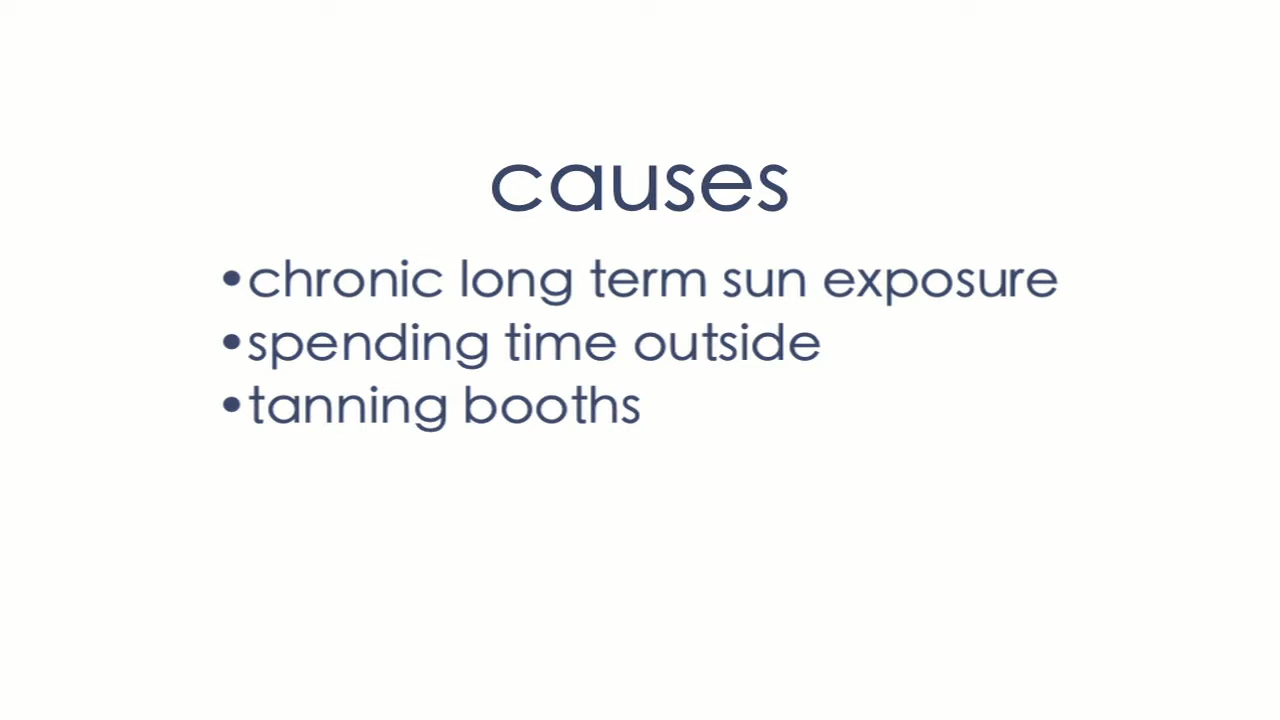 causes
•chronic long term sun exposure
•spending time outside
•tanning booths